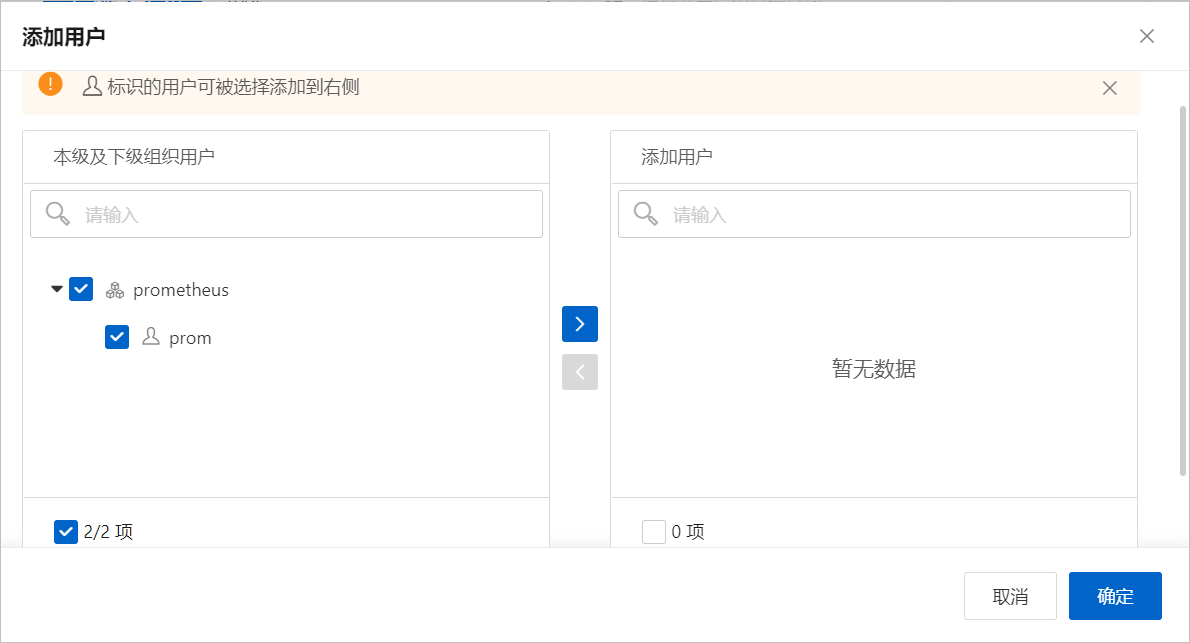 添加用户
标识的用户可被选择添加到右侧
本级及下级组织用户
添加用户
请输入
请输入
prometheus
prom
暂无数据
2/2 项
0 项
取消
确定